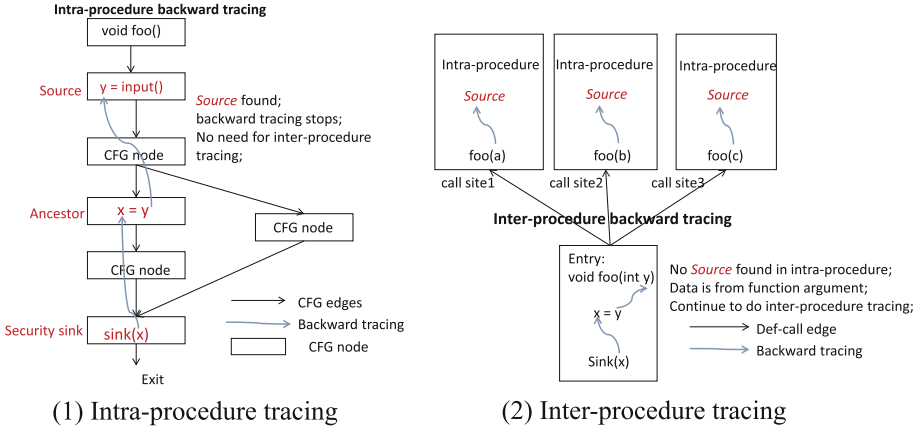 Intra-procedure backward tracing
void foo()
Source
y = input()
Source found;
backward tracing stops;
No need for inter-procedure
tracing;
CFG node
Ancestor
x = y
CFG node
CFG node
Security sink
sink(x)
CFG edges
Backward tracing
CFG node
Exit
(1) Intra-procedure tracing
Intra-procedure
Source
foo(a)
call site1
Intra-procedure
Source
foo(b)
call site2
Intra-procedure
Source
foo(c)
call site3
Inter-procedure backward tracing
Entry:
void foo(int y)
x = y
Sink(x)
No Source found in intra-procedure;
Data is from function argument;
Continue to do inter-procedure tracing;
Def-call edge
Backward tracing
(2) Inter-procedure tracing